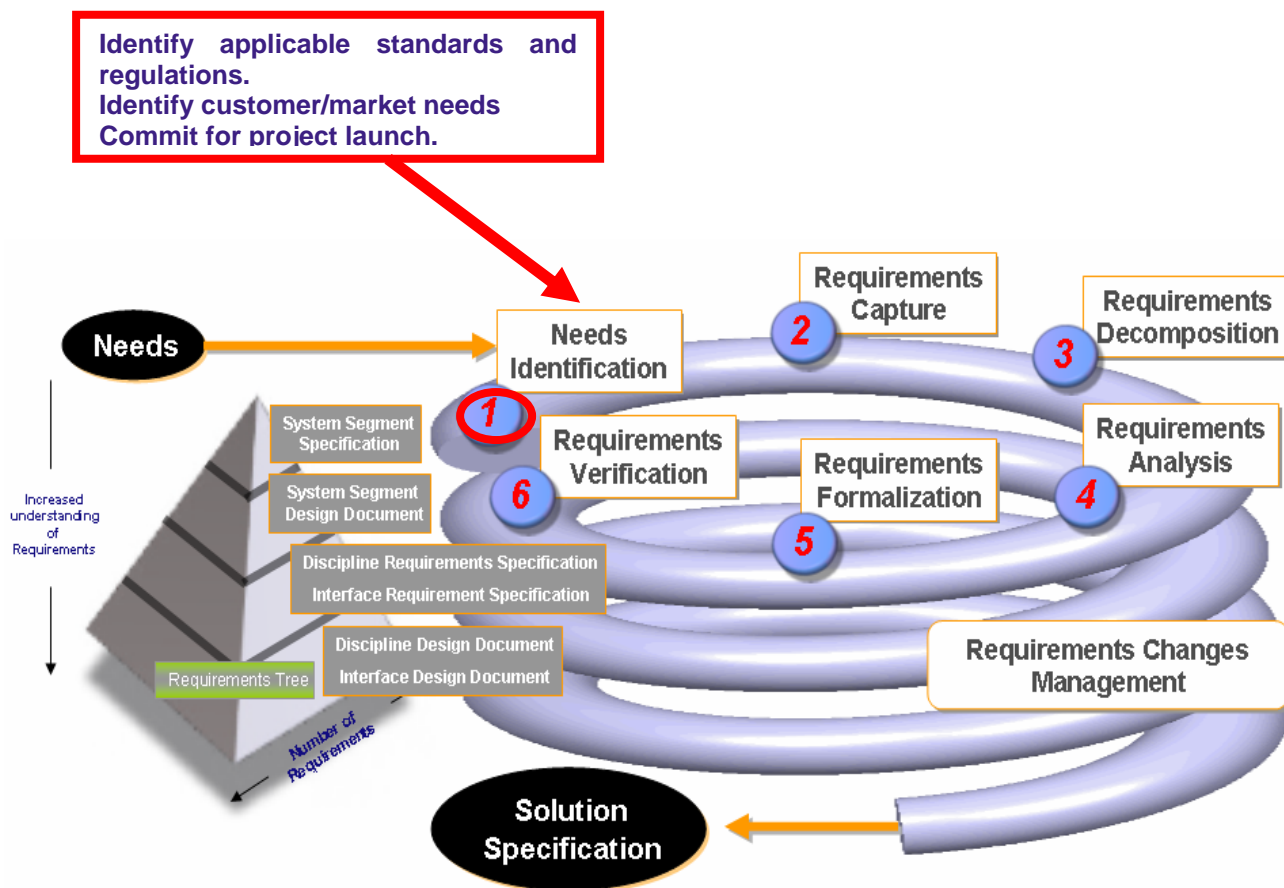 Identify applicable standards and
regulations.
Identify customer/market needs
Commit for project launch.
Needs
Needs
Identification
1
2
Requirements
Capture
3
Requirements
Decomposition
Requirements
Analysis
4
Requirements
Formalization
5
Requirements
Verification
6
System Segment
Specification
System Segment
Design Document
Discipline Requirements Specification
Interface Requirement Specification
Discipline Design Document
Interface Design Document
Requirements Tree
Increased
understanding
of
Requirements
Number of
Requirements
Requirements Changes
Management
Solution
Specification